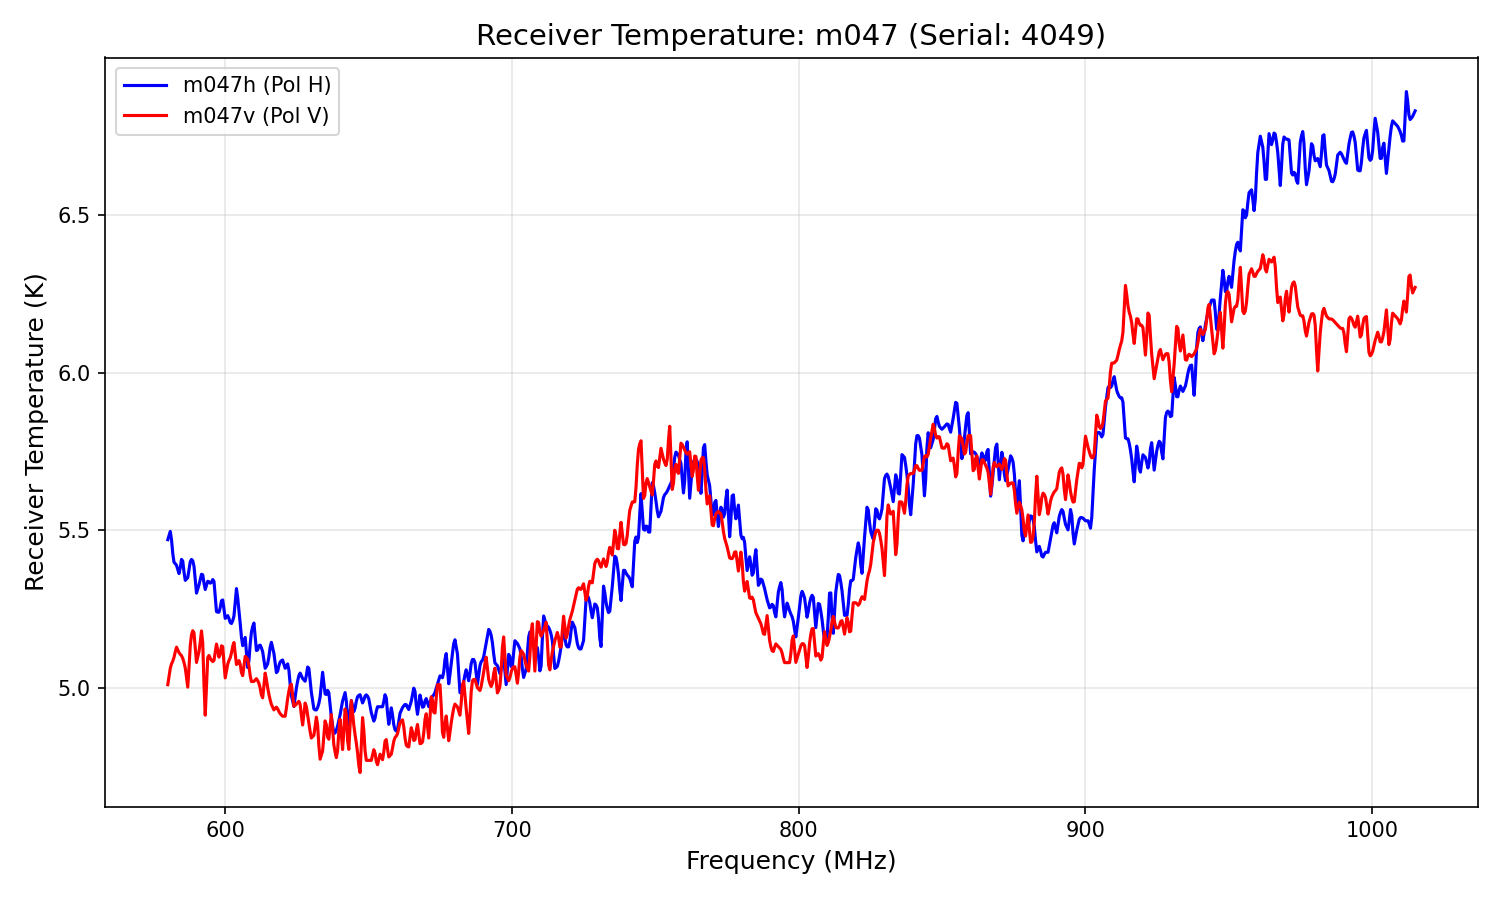 Receiver Temperature: m047 (Serial: 4049)
m047h (Pol H)
m047v (Pol V)
Receiver Temperature (K)
6.5
6.0
5.5
5.0
600 700 800 900 1000
Frequency (MHz)